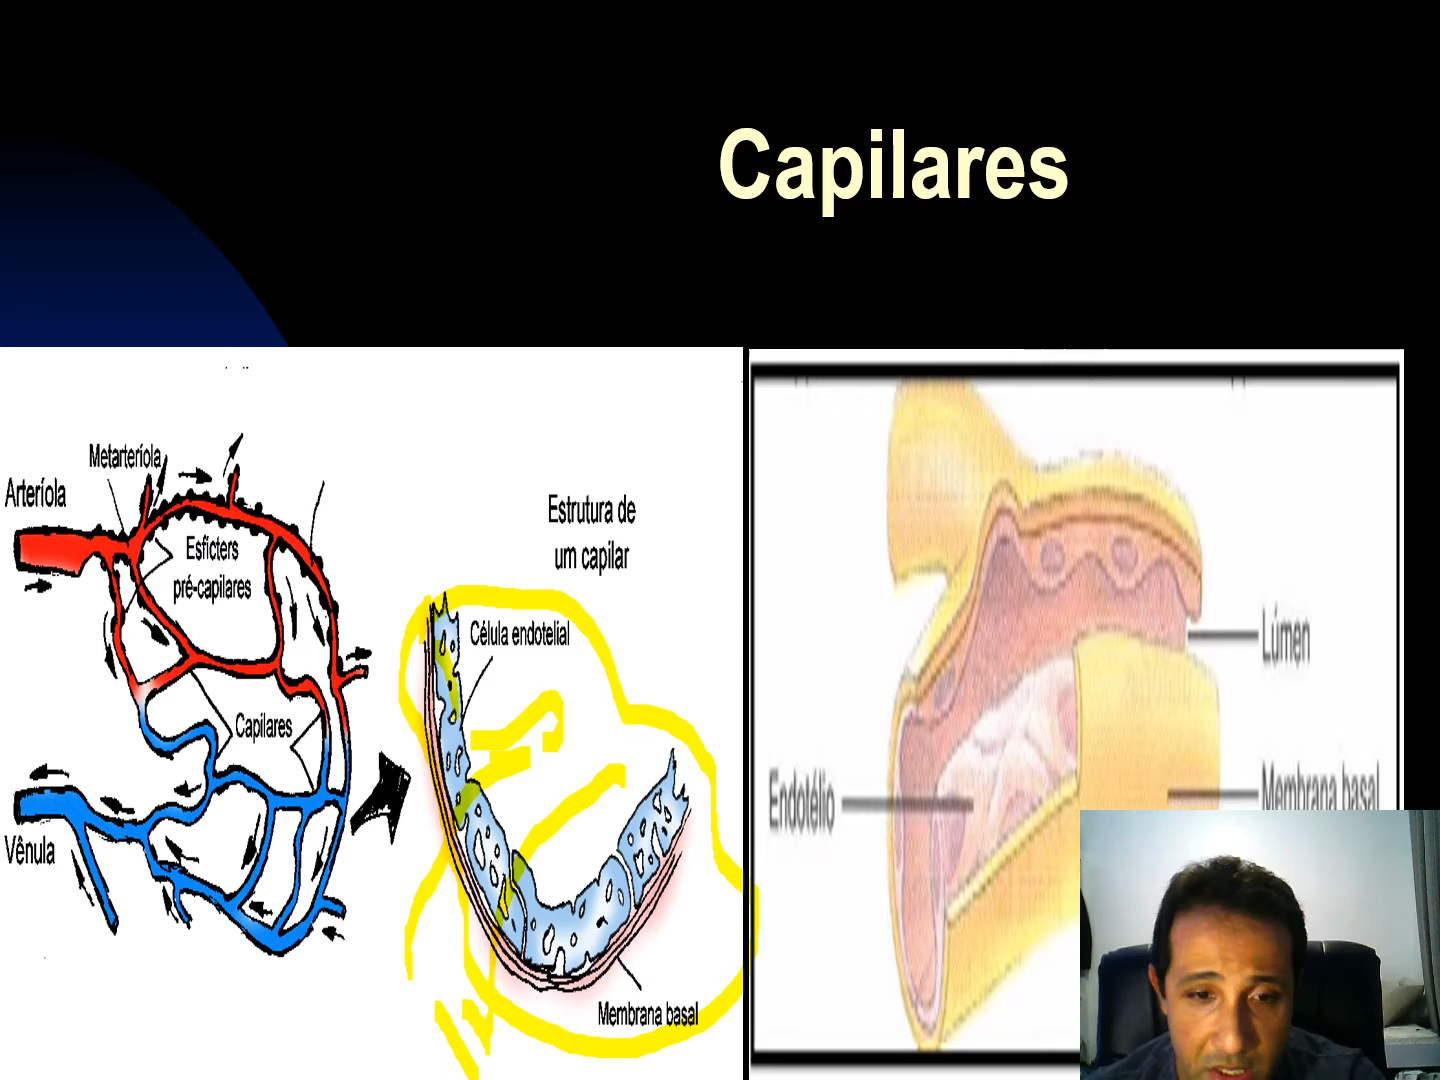 Capilares
Metarteríola
Arteríola
Esfícters
pré-capilares
Capilares
Vênula
Estrutura de
um capilar
Célula endotelial
Membrana basal
Lúmen
Endotélio
Membrana basal